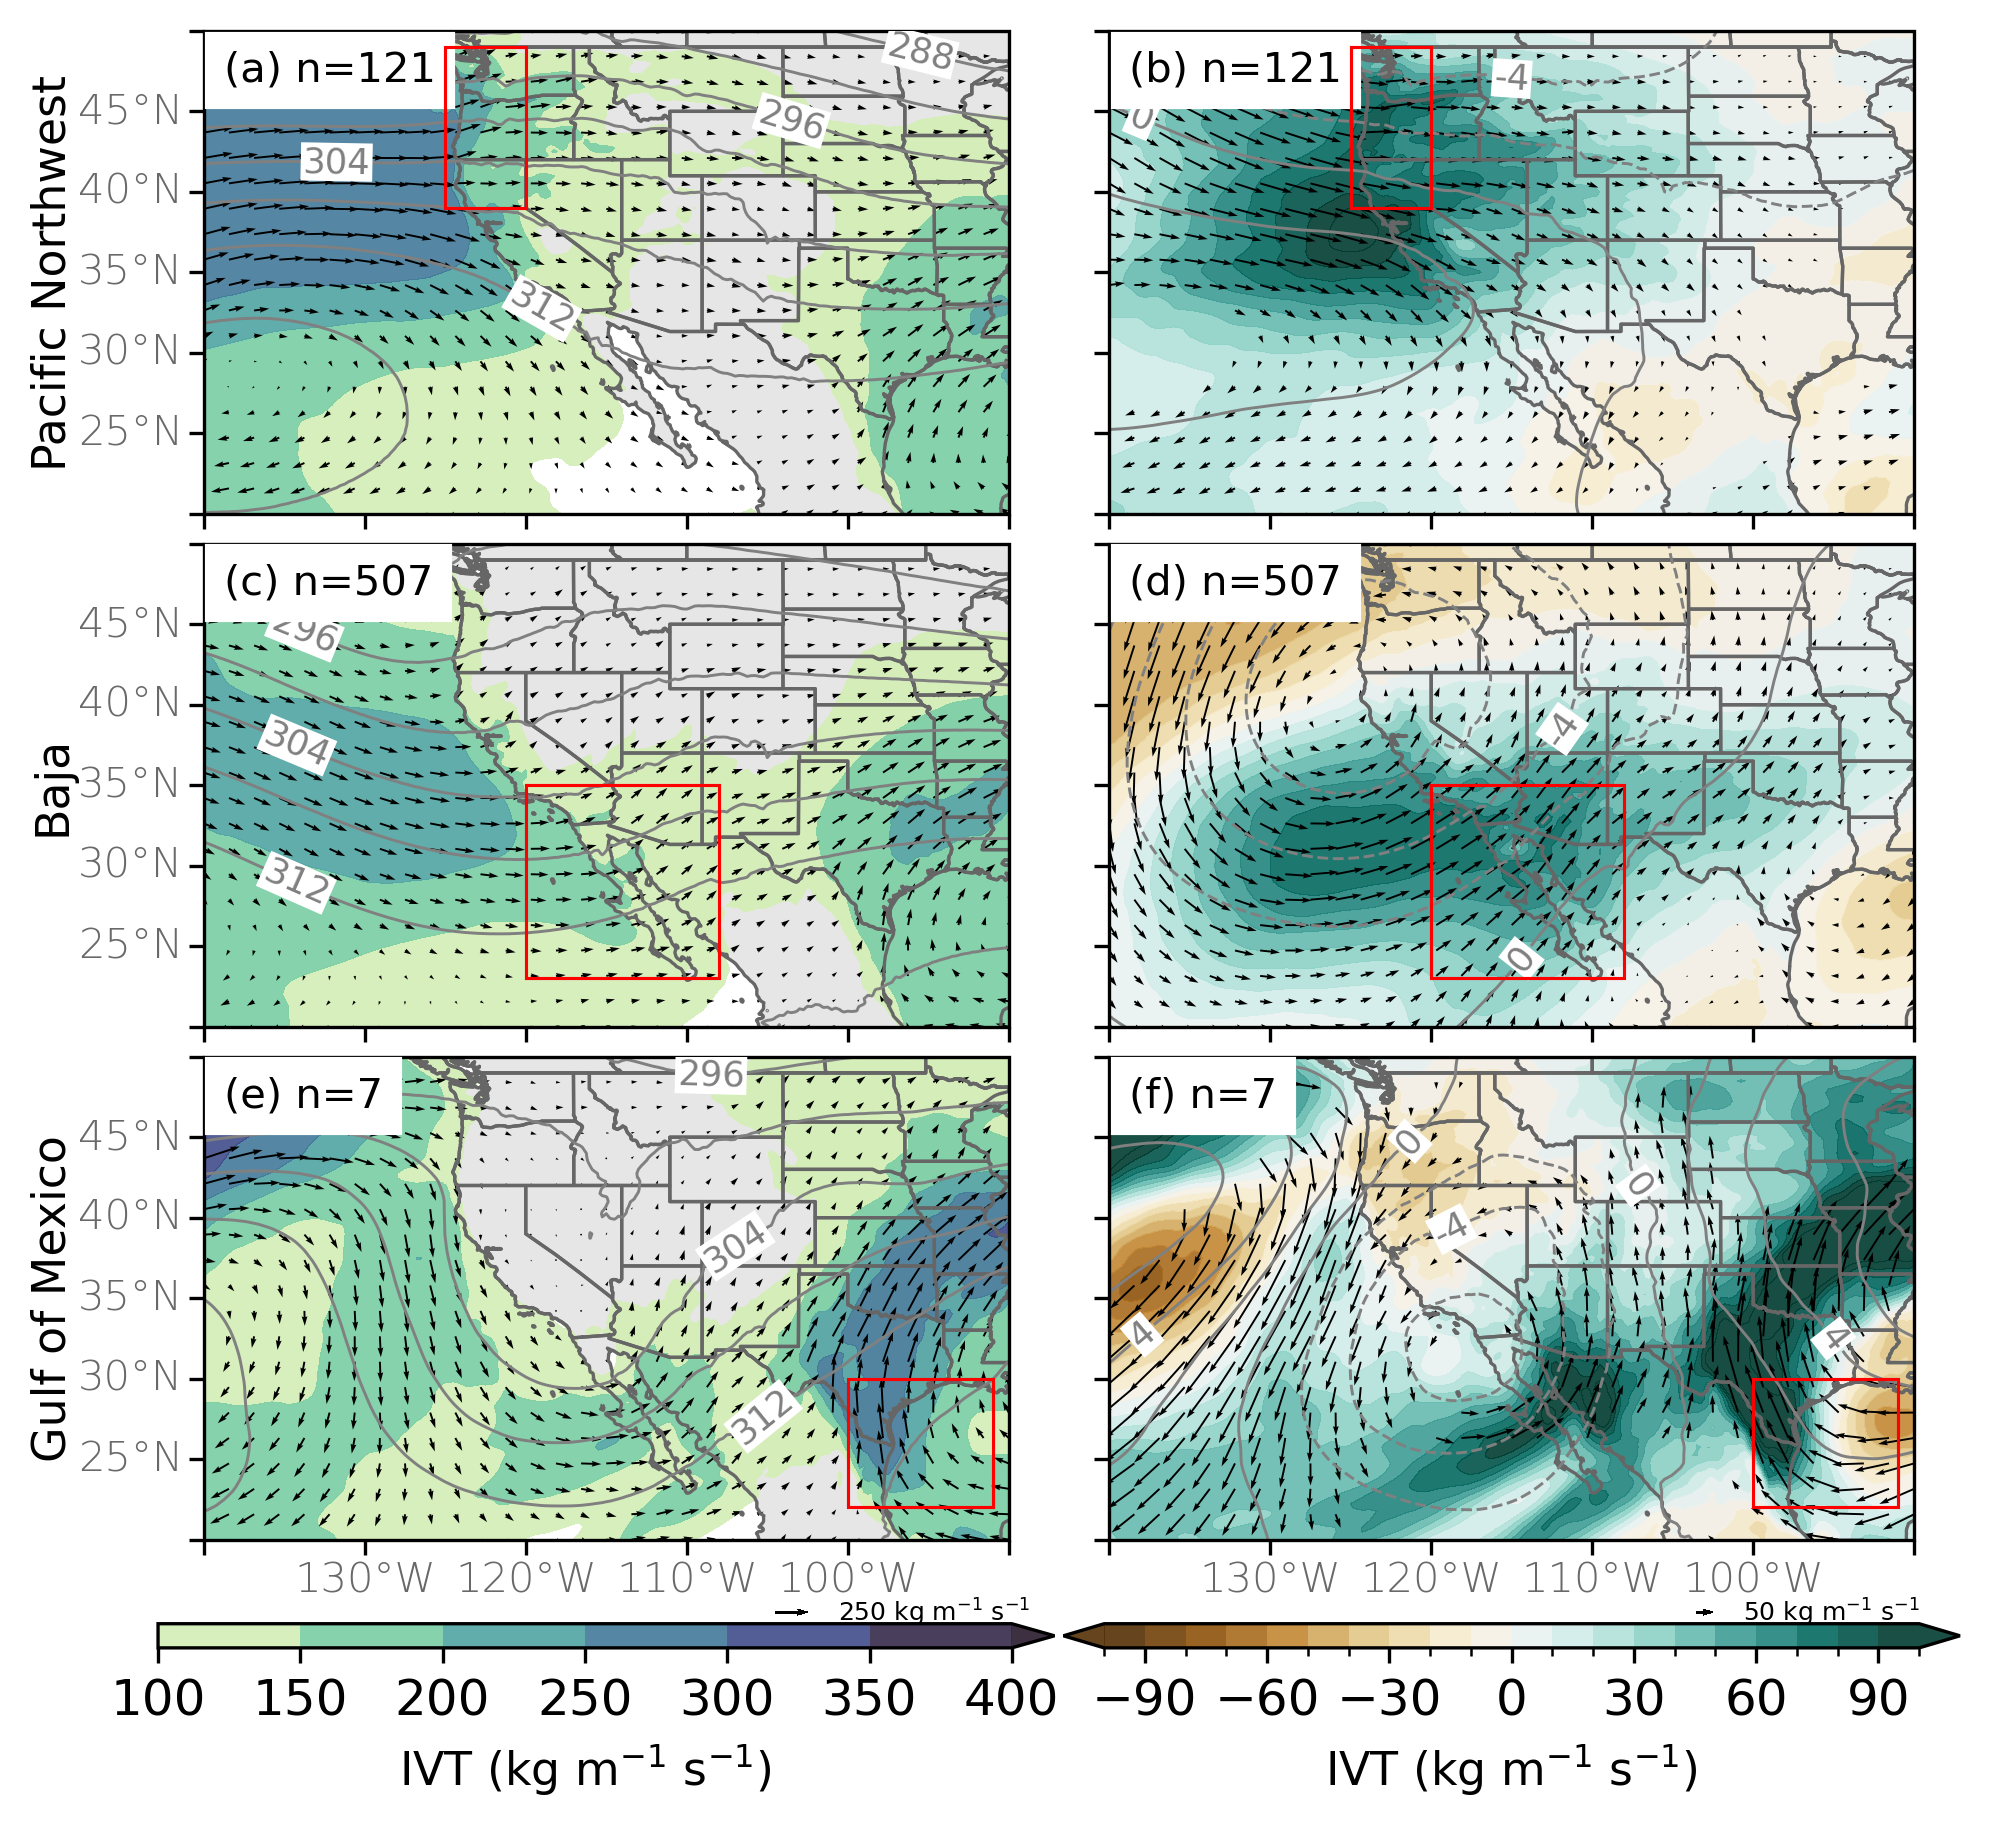 Pacific Northwest
(a) n=121
288
296
304
312
45°N
40°N
35°N
30°N
25°N
(b) n=121
-4
0
Baja
(c) n=507
296
304
312
45°N
40°N
35°N
30°N
25°N
(d) n=507
-4
0
Gulf of Mexico
(e) n=7
296
304
312
45°N
40°N
35°N
30°N
25°N
(f) n=7
0
0
-4
4
4
130°W 120°W 110°W 100°W
130°W 120°W 110°W 100°W
250 kg m⁻¹ s⁻¹
50 kg m⁻¹ s⁻¹
100 150 200 250 300 350 400
−90 −60 −30 0 30 60 90
IVT (kg m⁻¹ s⁻¹)
IVT (kg m⁻¹ s⁻¹)